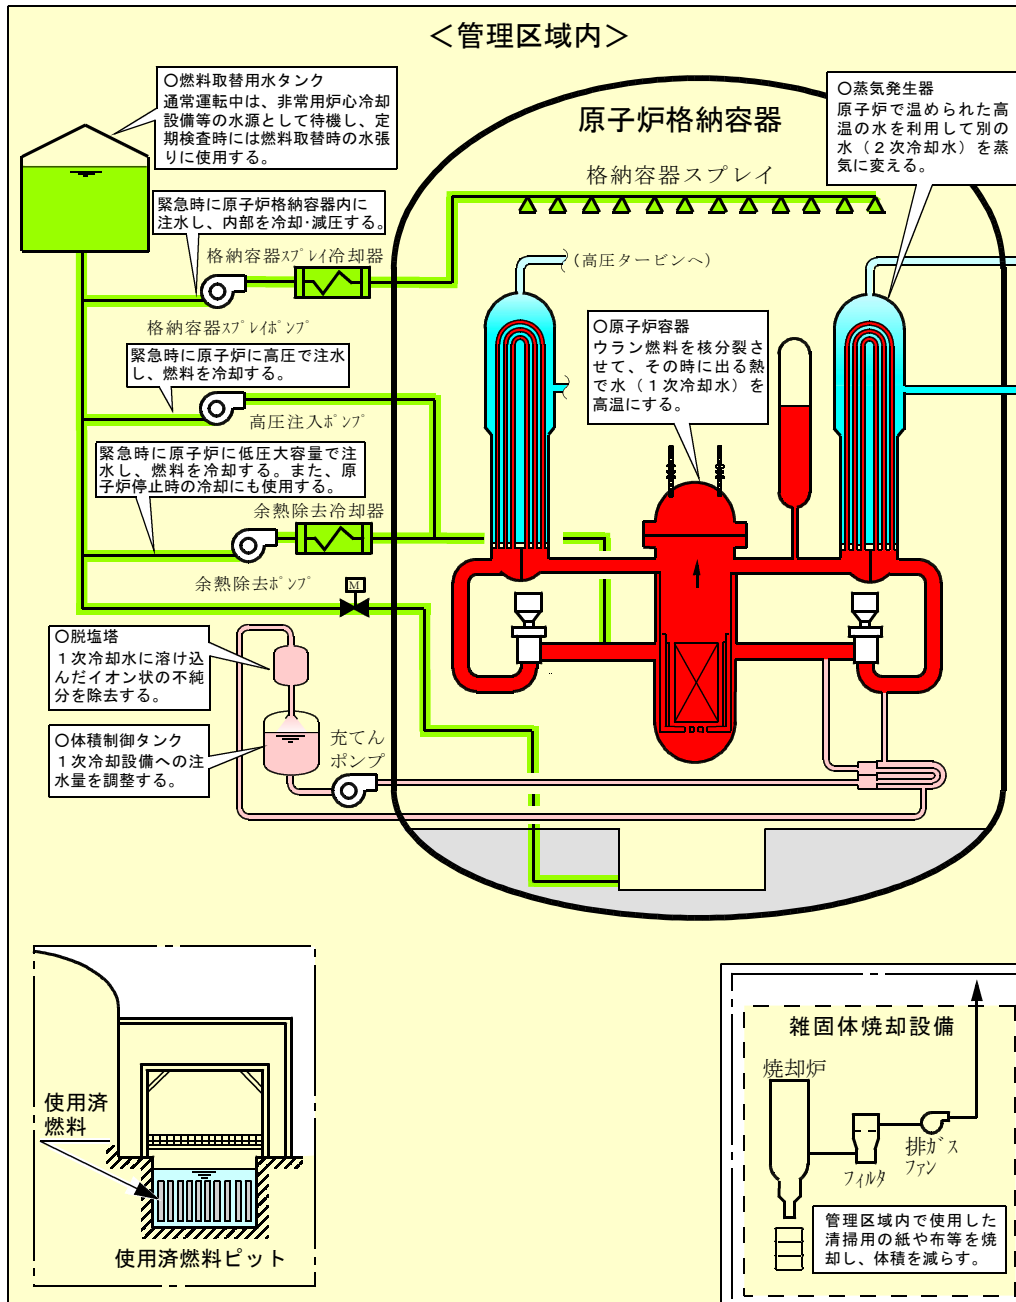 ＜管理区域内＞
○燃料取替用水タンク
通常運転中は、非常用炉心冷却
設備等の水源として待機し、定
期検査時には燃料取替時の水張
りに使用する。
○蒸気発生器
原子炉で温められた高
温の水を利用して別の
水（２次冷却水）を蒸
気に変える。
原子炉格納容器
格納容器スプレイ
緊急時に原子炉格納容器内に
注水し、内部を冷却･減圧する。
格納容器ｽﾌﾟﾚｲ冷却器
（高圧タービンへ）
格納容器ｽﾌﾟﾚｲﾎﾟﾝﾌﾟ
○原子炉容器
ウラン燃料を核分裂さ
せて、その時に出る熱
で水（１次冷却水）を
高温にする。
緊急時に原子炉に高圧で注水
し、燃料を冷却する。
高圧注入ﾎﾟﾝﾌﾟ
緊急時に原子炉に低圧大容量で注
水し、燃料を冷却する。また、原
子炉停止時の冷却にも使用する。
余熱除去冷却器
余熱除去ﾎﾟﾝﾌﾟ
M
○脱塩塔
１次冷却水に溶け込
んだイオン状の不純
分を除去する。
○体積制御タンク
１次冷却設備への注
水量を調整する。
充てん
ポンプ
使用済
燃料
使用済燃料ピット
雑固体焼却設備
焼却炉
ﾌｨﾙﾀ
排ｶﾞｽ
ﾌｧﾝ
管理区域内で使用した
清掃用の紙や布等を焼
却し、体積を減らす。